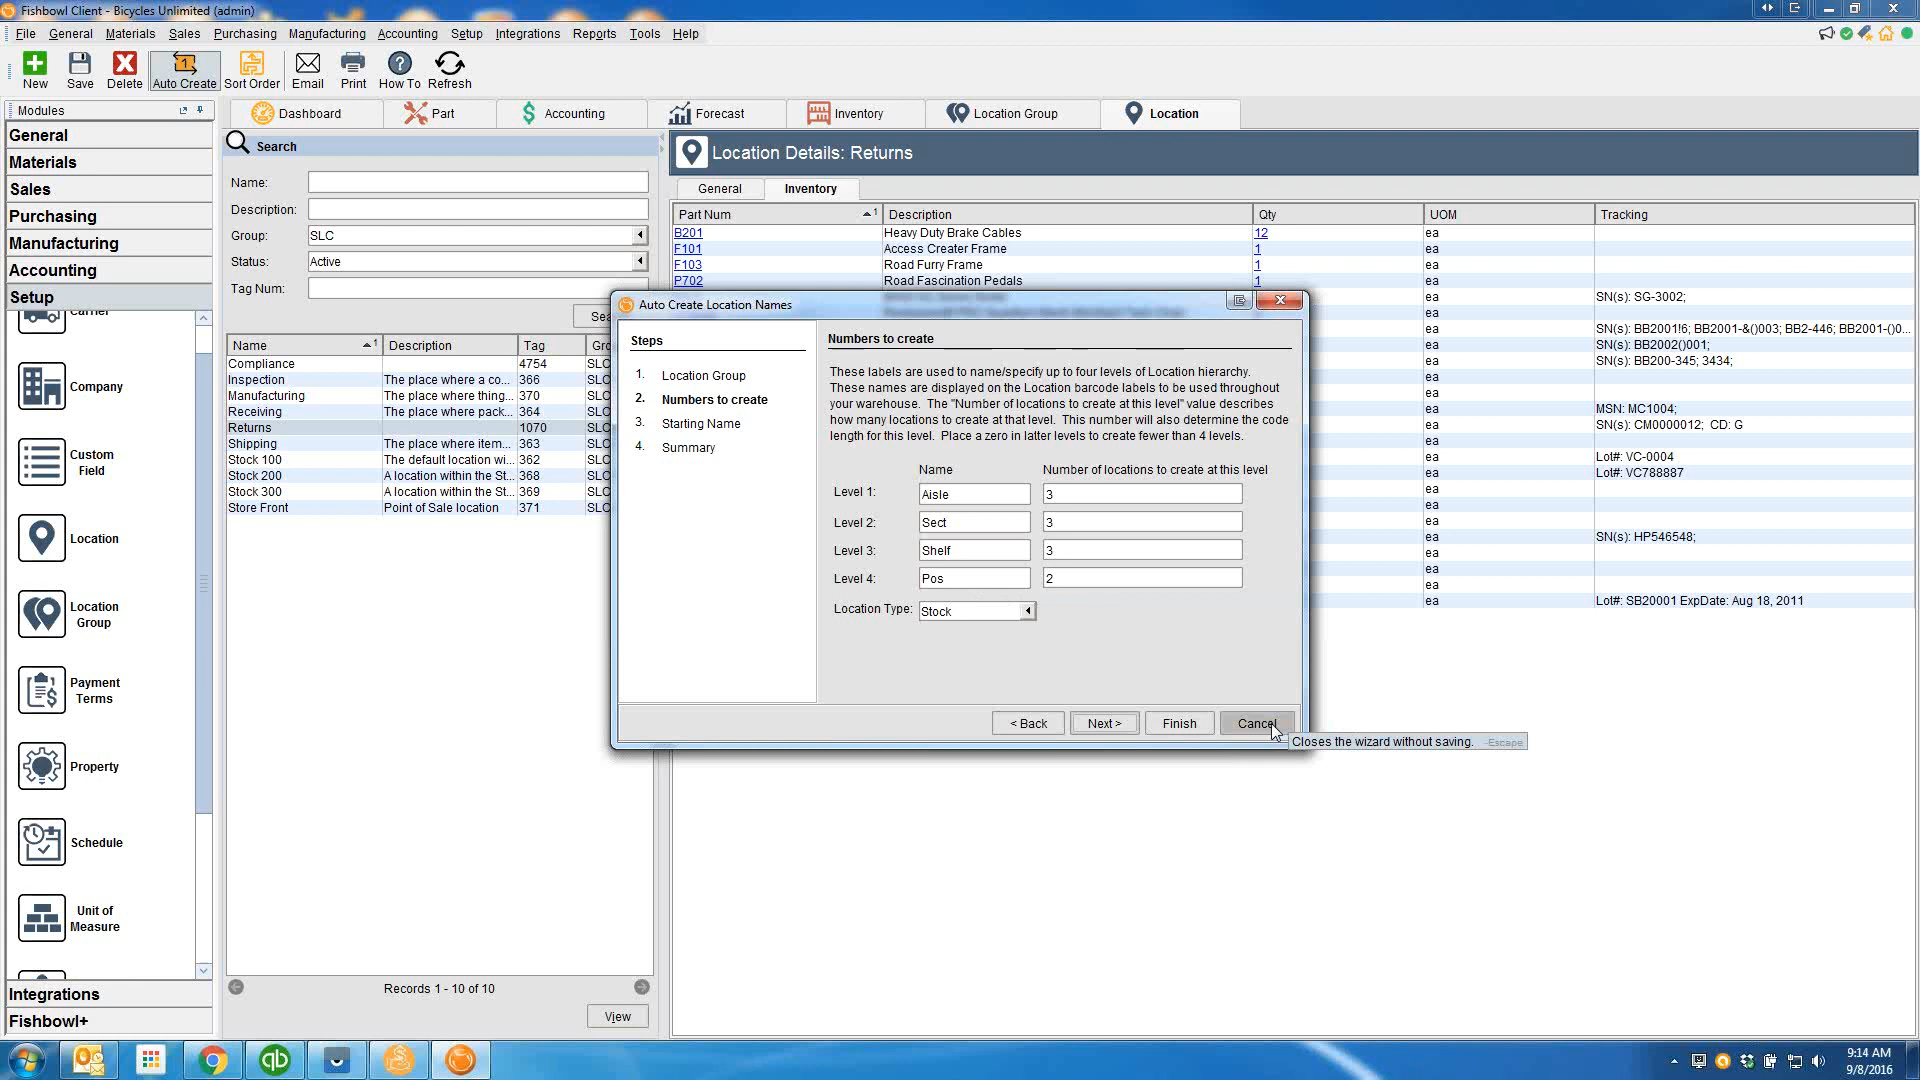 Fishbowl Client - Bicycles Unlimited (admin)
File General Materials Sales Purchasing Manufacturing Accounting Setup Integrations Reports Tools Help
New Save Delete Auto Create Sort Order Email Print How To Refresh
Modules
General
Materials
Sales
Purchasing
Manufacturing
Accounting
Setup
Carrier
Company
Custom
Field
Location
Location
Group
Payment
Terms
Property
Schedule
Unit of
Measure
Integrations
Fishbowl+
Dashboard Part Accounting Forecast Inventory Location Group Location
Search
Name:
Description:
Group: SLC
Status: Active
Tag Num:
Sea
Name 1 Description Tag Gro
Compliance 4754 SLC
Inspection The place where a co... 366 SLC
Manufacturing The place where thing... 370 SLC
Receiving The place where pack... 364 SLC
Returns 1070 SLC
Shipping The place where item... 363 SLC
Stock 100 The default location wi... 362 SLC
Stock 200 A location within the St... 368 SLC
Stock 300 A location within the St... 369 SLC
Store Front Point of Sale location 371 SLC
Records 1 - 10 of 10
View
Location Details: Returns
General Inventory
Part Num 1 Description Qty UOM Tracking
B201 Heavy Duty Brake Cables 12 ea
F101 Access Creater Frame 1 ea
F103 Road Furry Frame 1 ea
P702 Road Fascination Pedals 1 ea
ea SN(s): SG-3002;
ea
ea SN(s): BB2001!6; BB2001-&()003; BB2-446; BB2001-()0...
ea SN(s): BB2002()001;
ea SN(s): BB200-345; 3434;
ea
ea
ea MSN: MC1004;
ea SN(s): CM0000012; CD: G
ea
ea Lot#: VC-0004
ea Lot#: VC788887
ea
ea
ea
ea SN(s): HP546548;
ea
ea
ea
ea Lot#: SB20001 ExpDate: Aug 18, 2011
Auto Create Location Names
Steps
1. Location Group
2. Numbers to create
3. Starting Name
4. Summary
Numbers to create
These labels are used to name/specify up to four levels of Location hierarchy.
These names are displayed on the Location barcode labels to be used throughout
your warehouse. The "Number of locations to create at this level" value describes
how many locations to create at that level. This number will also determine the code
length for this level. Place a zero in latter levels to create fewer than 4 levels.
Name Number of locations to create at this level
Level 1: Aisle 3
Level 2: Sect 3
Level 3: Shelf 3
Level 4: Pos 2
Location Type: Stock
< Back Next > Finish Cancel
Closes the wizard without saving. -Escape
9:14 AM
9/8/2016